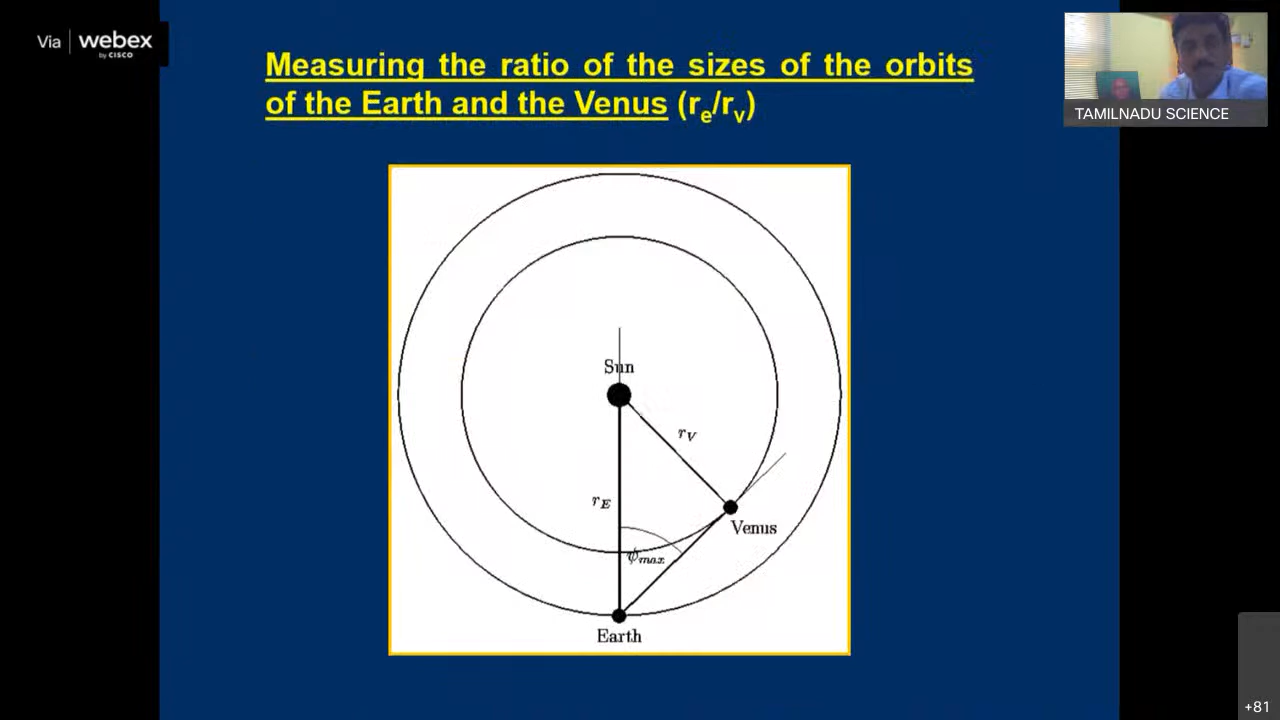 Via webex
by CISCO
Measuring the ratio of the sizes of the orbits
of the Earth and the Venus (re/rv)
TAMILNADU SCIENCE
Sun
rV
rE
Venus
ψmax
Earth
+81